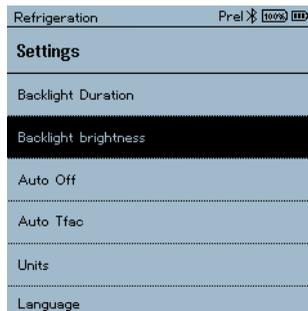 Refrigeration Prel 100%
Settings
Backlight Duration
Backlight brightness
Auto Off
Auto Tfac
Units
Language